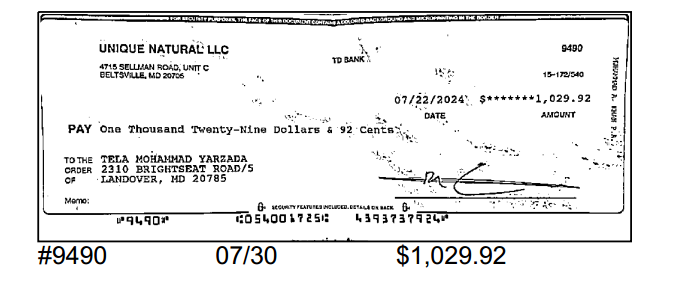 FOR SECURITY PURPOSES, THE FACE OF THIS DOCUMENT CONTAINS A COLORED BACKGROUND AND MICROPRINTING IN THE BORDER
UNIQUE NATURAL LLC
4715 SELLMAN ROAD, UNIT C
BELTSVILLE, MD 20705
TD BANK
9490
15-172/540
07/22/2024 $*******1,029.92
DATE AMOUNT
PAY One Thousand Twenty-Nine Dollars & 92 Cents
TO THE ORDER OF
TELA MOHAMMAD YARZADA
2310 BRIGHTSEAT ROAD/5
LANDOVER, MD 20785
Memo:
SECURITY FEATURES INCLUDED. DETAILS ON BACK
⑈9490⑈ ⑆054001725⑆ 4393737924⑈
#9490 07/30 $1,029.92